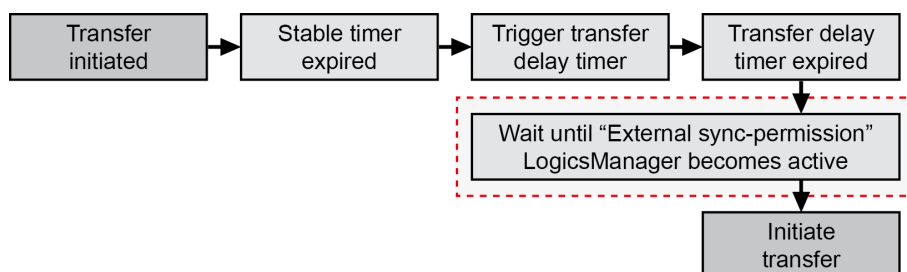 Transfer
initiated
Stable timer
expired
Trigger transfer
delay timer
Transfer delay
timer expired
Wait until “External sync-permission”
LogicsManager becomes active
Initiate
transfer